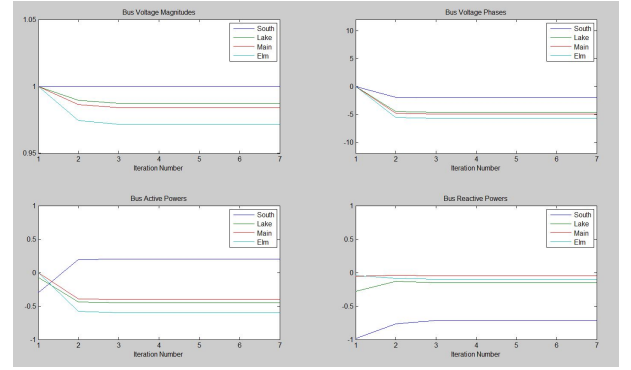 Bus Voltage Magnitudes
1.05
1
0.95
1 2 3 4 5 6 7
Iteration Number
South
Lake
Main
Elm
Bus Voltage Phases
10
5
0
-5
-10
1 2 3 4 5 6 7
Iteration Number
South
Lake
Main
Elm
Bus Active Powers
1
0.5
0
-0.5
-1
1 2 3 4 5 6 7
Iteration Number
South
Lake
Main
Elm
Bus Reactive Powers
1
0.5
0
-0.5
-1
1 2 3 4 5 6 7
Iteration Number
South
Lake
Main
Elm